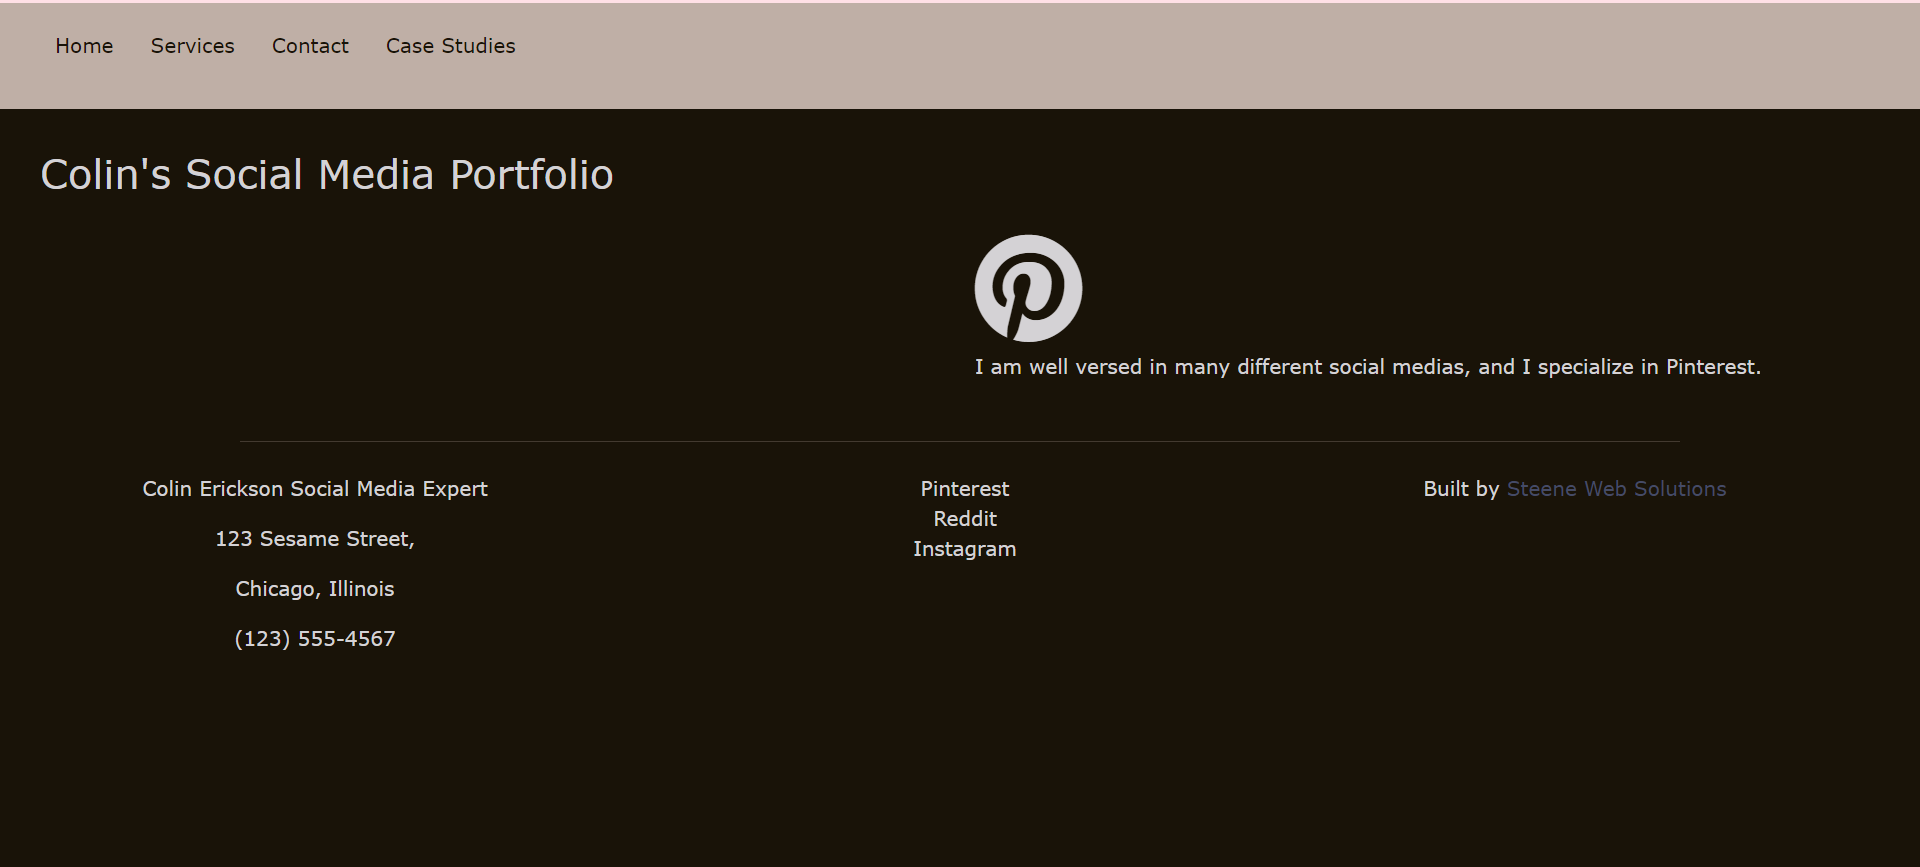 Home Services Contact Case Studies
Colin's Social Media Portfolio
I am well versed in many different social medias, and I specialize in Pinterest.
Colin Erickson Social Media Expert
123 Sesame Street,
Chicago, Illinois
(123) 555-4567
Pinterest
Reddit
Instagram
Built by Steene Web Solutions